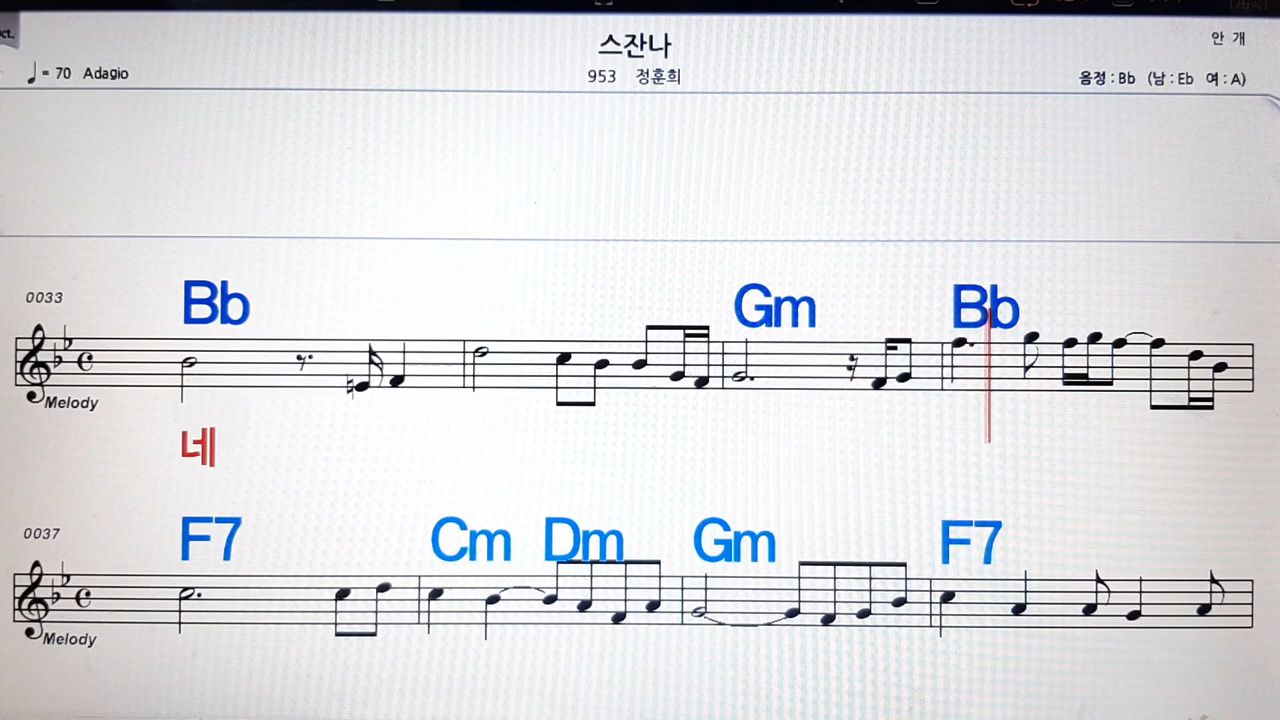 스잔나
안 개
♩= 70 Adagio
953 정훈희
음정 : Bb (남 : Eb 여 : A)
0033
Bb Gm Bb
Melody
네
0037
F7 Cm Dm Gm F7
Melody